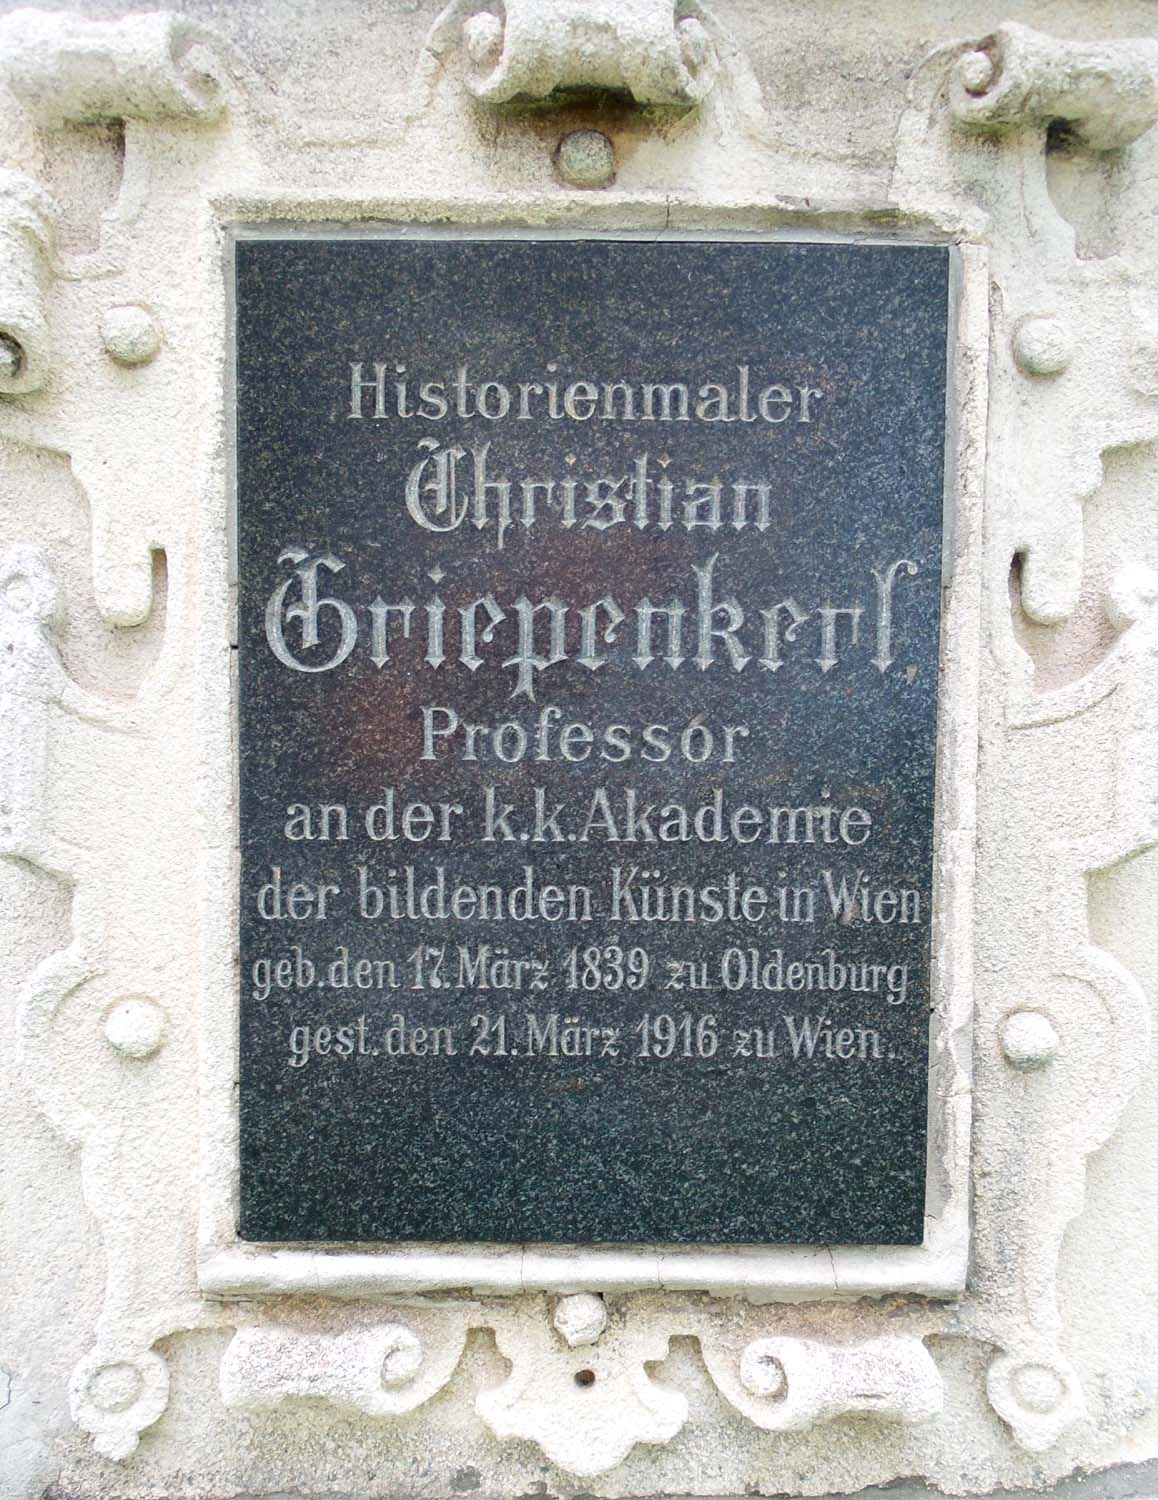 Historienmaler
Christian
Griepenkerl
Professor
an der k.k.Akademie
der bildenden Künste in Wien
geb.den 17.März 1839 zu Oldenburg
gest.den 21.März 1916 zu Wien.